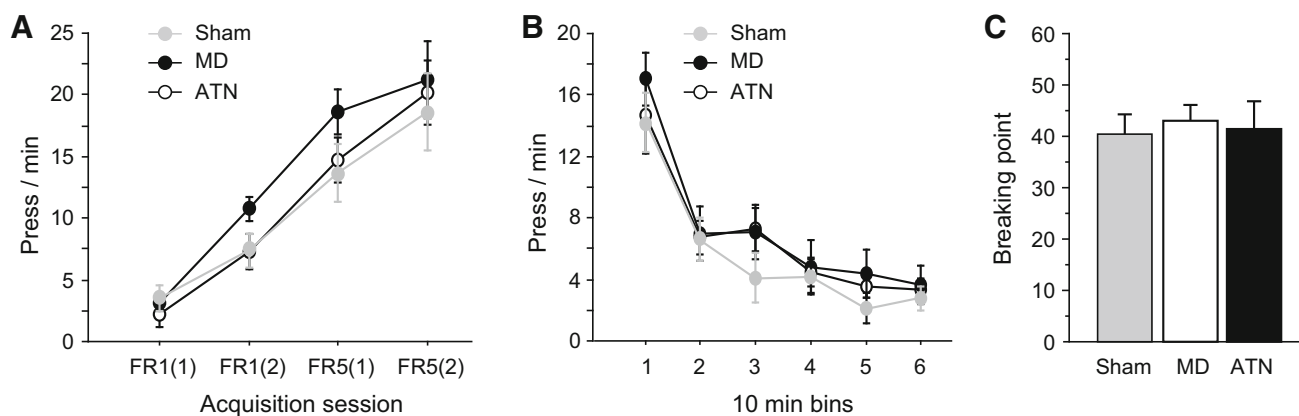 A
Sham
MD
ATN
25
20
15
10
5
0
Press / min
FR1(1) FR1(2) FR5(1) FR5(2)
Acquisition session
B
Sham
MD
ATN
20
16
12
8
4
0
Press / min
1 2 3 4 5 6
10 min bins
C
60
50
40
30
20
10
0
Breaking point
Sham MD ATN